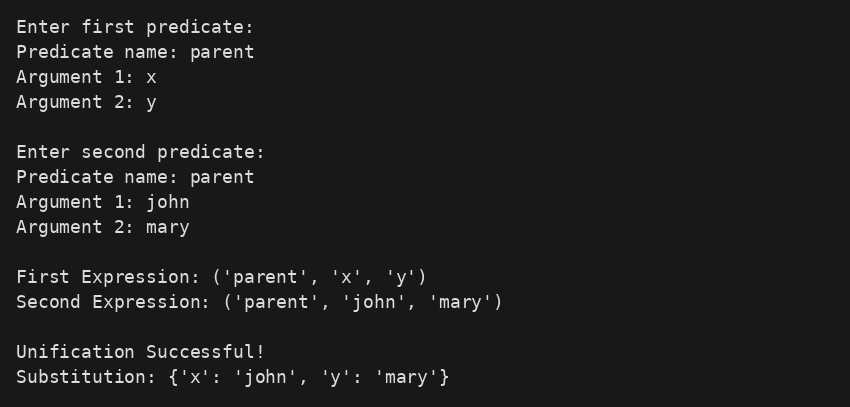 Enter first predicate:
Predicate name: parent
Argument 1: x
Argument 2: y
Enter second predicate:
Predicate name: parent
Argument 1: john
Argument 2: mary
First Expression: ('parent', 'x', 'y')
Second Expression: ('parent', 'john', 'mary')
Unification Successful!
Substitution: {'x': 'john', 'y': 'mary'}